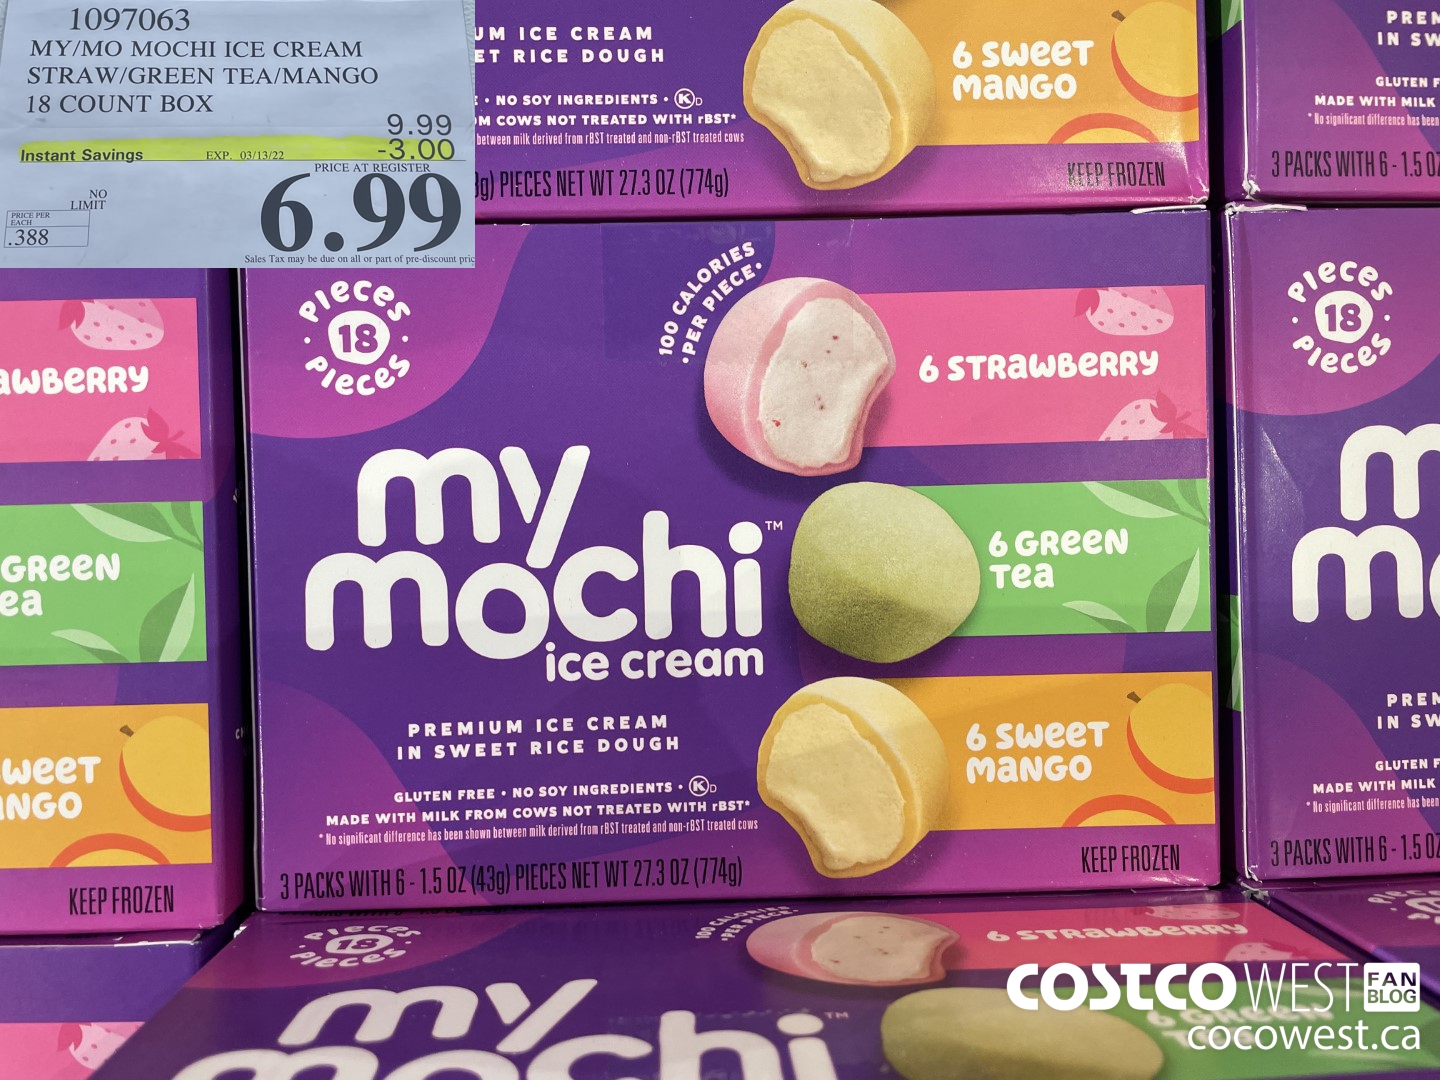 1097063
MY/MO MOCHI ICE CREAM
STRAW/GREEN TEA/MANGO
18 COUNT BOX
9.99
Instant Savings EXP. 03/13/22 -3.00
PRICE AT REGISTER
6.99
NO
LIMIT
PRICE PER
EACH
.388
Sales Tax may be due on all or part of pre-discount
UM ICE CREAM
ET RICE DOUGH
• NO SOY INGREDIENTS • K D
OM COWS NOT TREATED WITH rBST*
between milk derived from rBST treated and non-rBST treated cows
PIECES NET WT 27.3 OZ (774g)
6 SWEET
MANGO
KEEP FROZEN
PREM
IN SW
GLUTEN F
MADE WITH MILK
* No significant difference has been
3 PACKS WITH 6 - 1.5 OZ
AWBERRY
GREEN
ea
WEET
NGO
KEEP FROZEN
PIECES
18
PIECES
100 CALORIES
• PER PIECE •
6 STRAWBERRY
my
mochi™
ice cream
6 GREEN
Tea
PREMIUM ICE CREAM
IN SWEET RICE DOUGH
6 SWEET
MANGO
GLUTEN FREE • NO SOY INGREDIENTS • K D
MADE WITH MILK FROM COWS NOT TREATED WITH rBST*
* No significant difference has been shown between milk derived from rBST treated and non-rBST treated cows
3 PACKS WITH 6 - 1.5 OZ (43g) PIECES NET WT 27.3 OZ (774g)
KEEP FROZEN
PIECES
18
PIECES
m
m
PREM
IN SW
GLUTEN F
MADE WITH MILK
* No significant difference has been
3 PACKS WITH 6 - 1.5 OZ
PIECES
18
PIECES
100 CALORIES
• PER PIECE •
6 STRAWBERRY
my
mochi™
COSTCO WEST FAN
BLOG
cocowest.ca